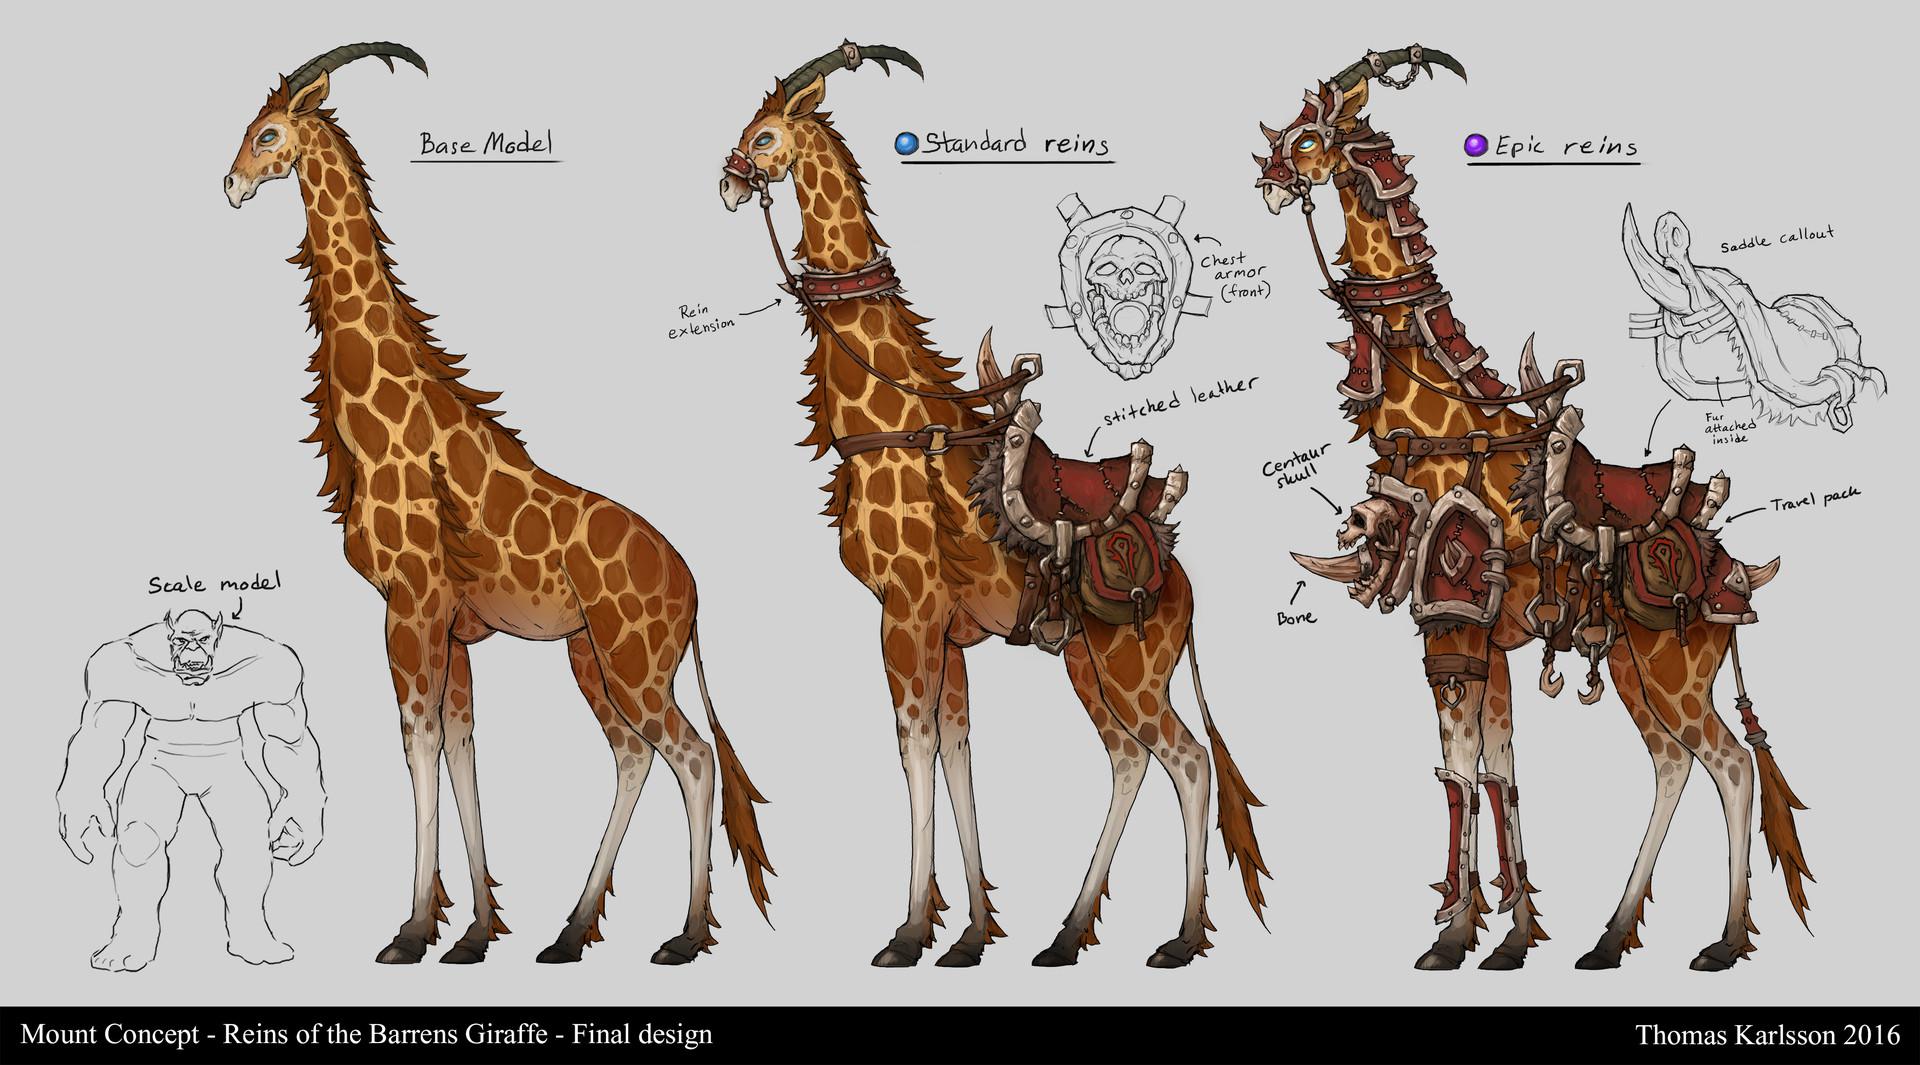 Base Model
Standard reins
Epic reins
Rein
extension
Chest
armor
(front)
stitched leather
Saddle callout
Fur
attached
inside
Centaur
skull
Travel pack
Bone
Scale model
Mount Concept - Reins of the Barrens Giraffe - Final design
Thomas Karlsson 2016